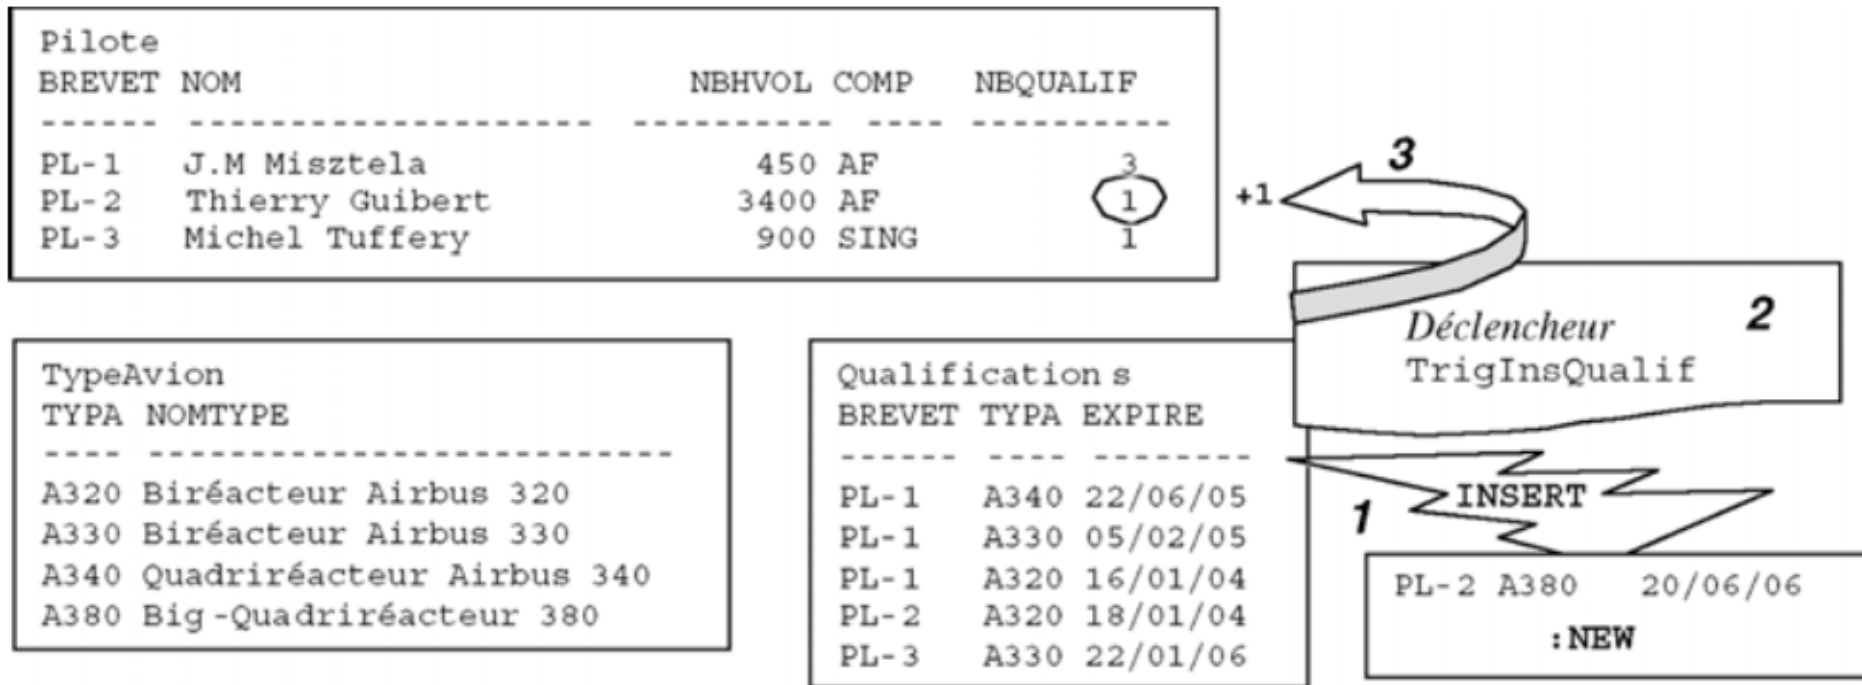 Pilote
BREVET NOM NBHVOL COMP NBQUALIF
------ -------------------- ---------- ---- ----------
PL-1 J.M Misztela 450 AF 3
PL-2 Thierry Guibert 3400 AF 1
PL-3 Michel Tuffery 900 SING 1
+1
3
Déclencheur 2
TrigInsQualif
TypeAvion
TYPA NOMTYPE
---- --------------------------
A320 Biréacteur Airbus 320
A330 Biréacteur Airbus 330
A340 Quadriréacteur Airbus 340
A380 Big-Quadriréacteur 380
Qualifications
BREVET TYPA EXPIRE
------ ---- --------
PL-1 A340 22/06/05
PL-1 A330 05/02/05
PL-1 A320 16/01/04
PL-2 A320 18/01/04
PL-3 A330 22/01/06
1
INSERT
PL-2 A380 20/06/06
:NEW